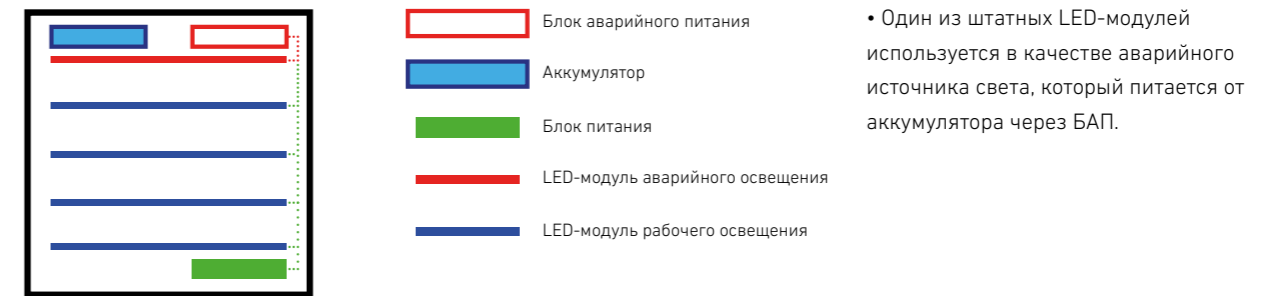 Блок аварийного питания
Аккумулятор
Блок питания
LED-модуль аварийного освещения
LED-модуль рабочего освещения
• Один из штатных LED-модулей
используется в качестве аварийного
источника света, который питается от
аккумулятора через БАП.